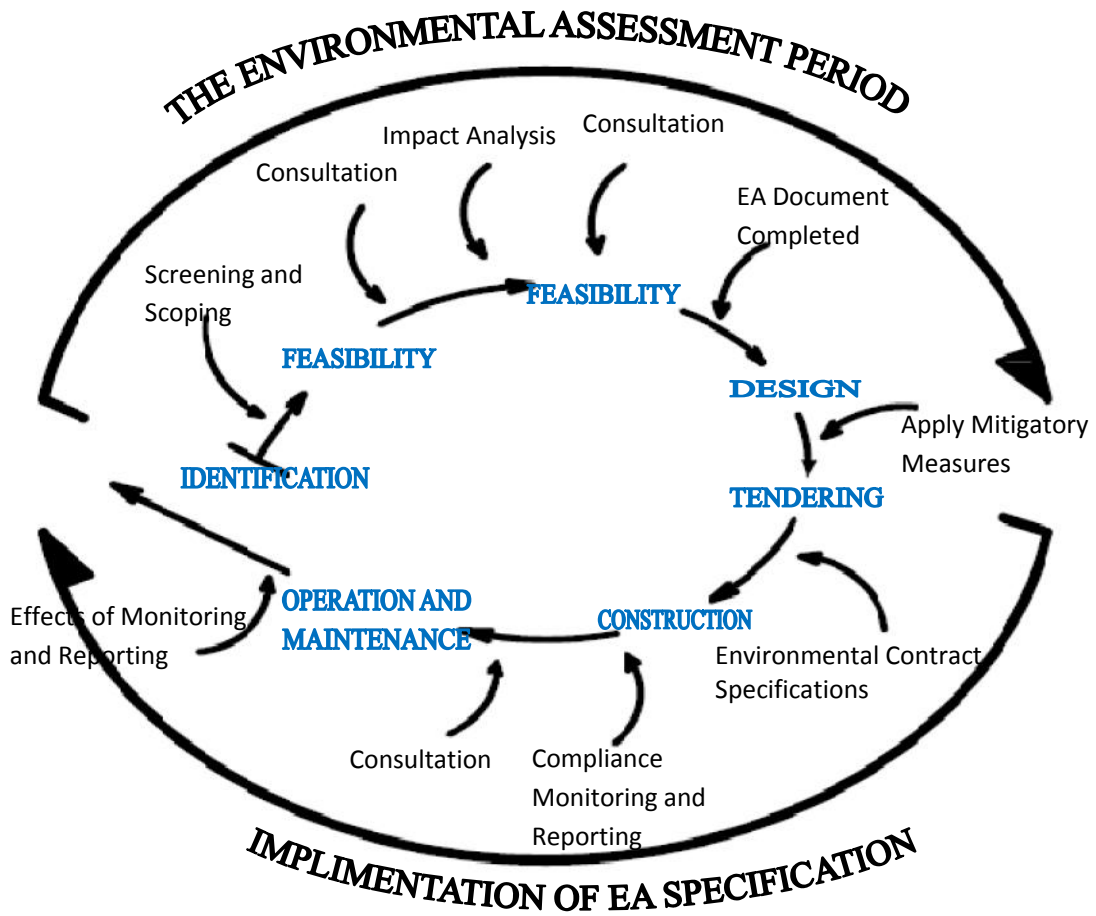 THE ENVIRONMENTAL ASSESSMENT PERIOD
Consultation
Impact Analysis
Consultation
EA Document
Completed
Screening and
Scoping
FEASIBILITY
FEASIBILITY
DESIGN
Apply Mitigatory
Measures
IDENTIFICATION
TENDERING
OPERATION AND
MAINTENANCE
CONSTRUCTION
Effects of Monitoring
and Reporting
Environmental Contract
Specifications
Consultation
Compliance
Monitoring and
Reporting
IMPLIMENTATION OF EA SPECIFICATION